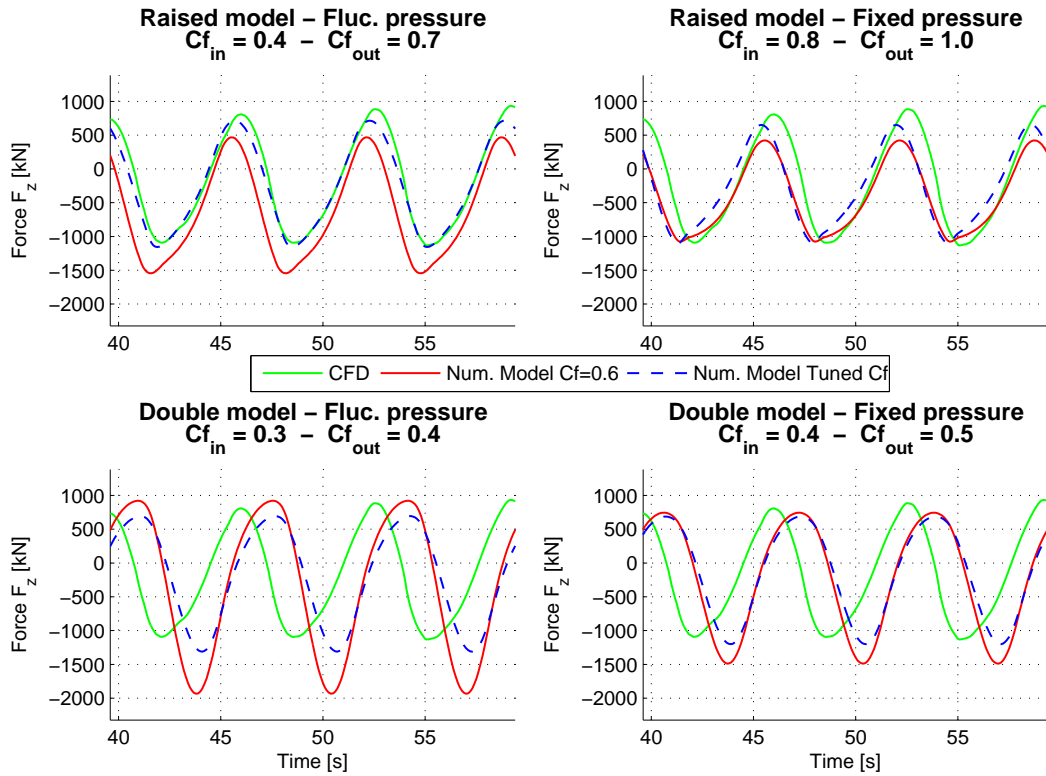 Raised model – Fluc. pressure
Cf_in = 0.4 – Cf_out = 0.7
Force F_z [kN]
1000
500
0
−500
−1000
−1500
−2000
40 45 50 55
Raised model – Fixed pressure
Cf_in = 0.8 – Cf_out = 1.0
Force F_z [kN]
1000
500
0
−500
−1000
−1500
−2000
40 45 50 55
CFD Num. Model Cf=0.6 Num. Model Tuned Cf
Double model – Fluc. pressure
Cf_in = 0.3 – Cf_out = 0.4
Force F_z [kN]
1000
500
0
−500
−1000
−1500
−2000
40 45 50 55
Time [s]
Double model – Fixed pressure
Cf_in = 0.4 – Cf_out = 0.5
Force F_z [kN]
1000
500
0
−500
−1000
−1500
−2000
40 45 50 55
Time [s]